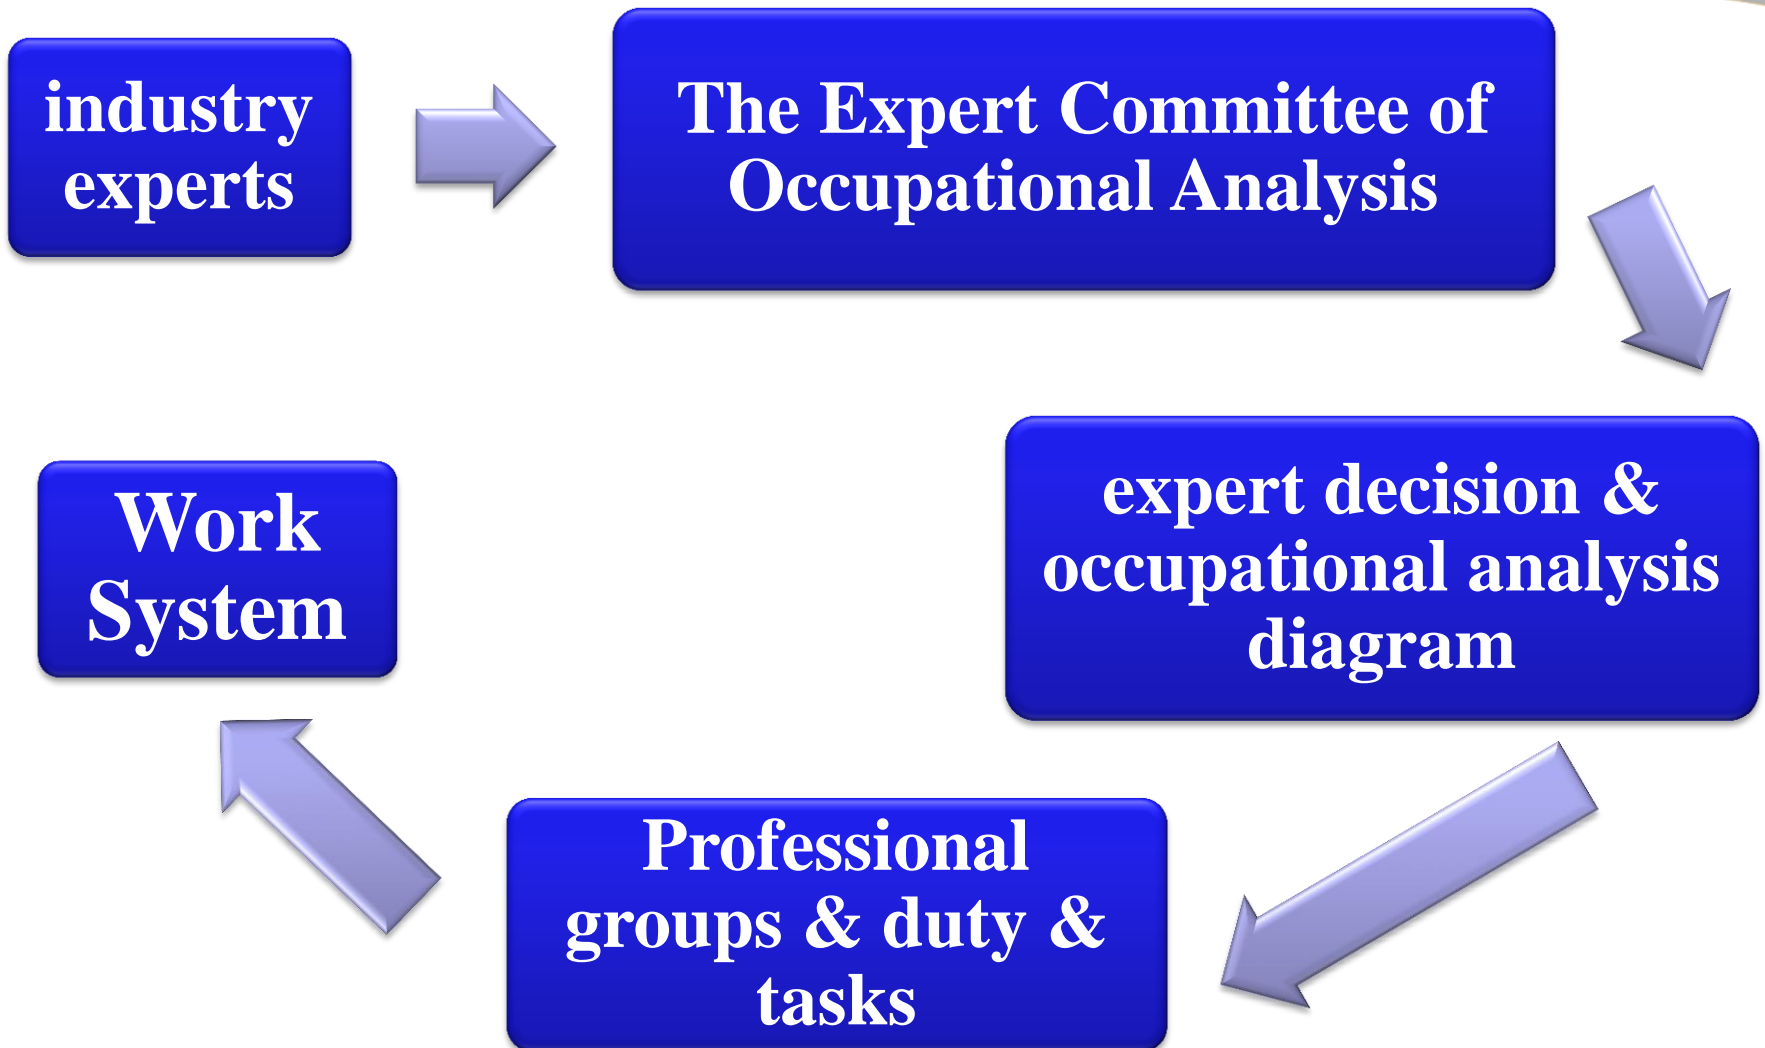 industry
experts
The Expert Committee of
Occupational Analysis
expert decision &
occupational analysis
diagram
Professional
groups & duty &
tasks
Work
System